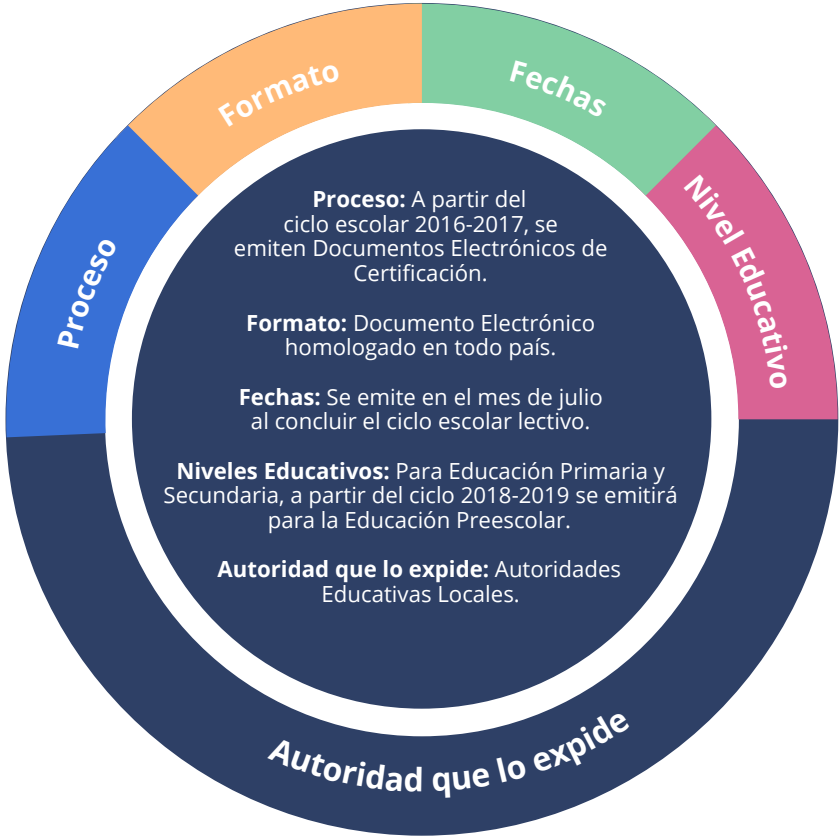 Formato
Fechas
Nivel Educativo
Proceso
Proceso: A partir del
ciclo escolar 2016-2017, se
emiten Documentos Electrónicos de
Certificación.
Formato: Documento Electrónico
homologado en todo país.
Fechas: Se emite en el mes de julio
al concluir el ciclo escolar lectivo.
Niveles Educativos: Para Educación Primaria y
Secundaria, a partir del ciclo 2018-2019 se emitirá
para la Educación Preescolar.
Autoridad que lo expide: Autoridades
Educativas Locales.
Autoridad que lo expide